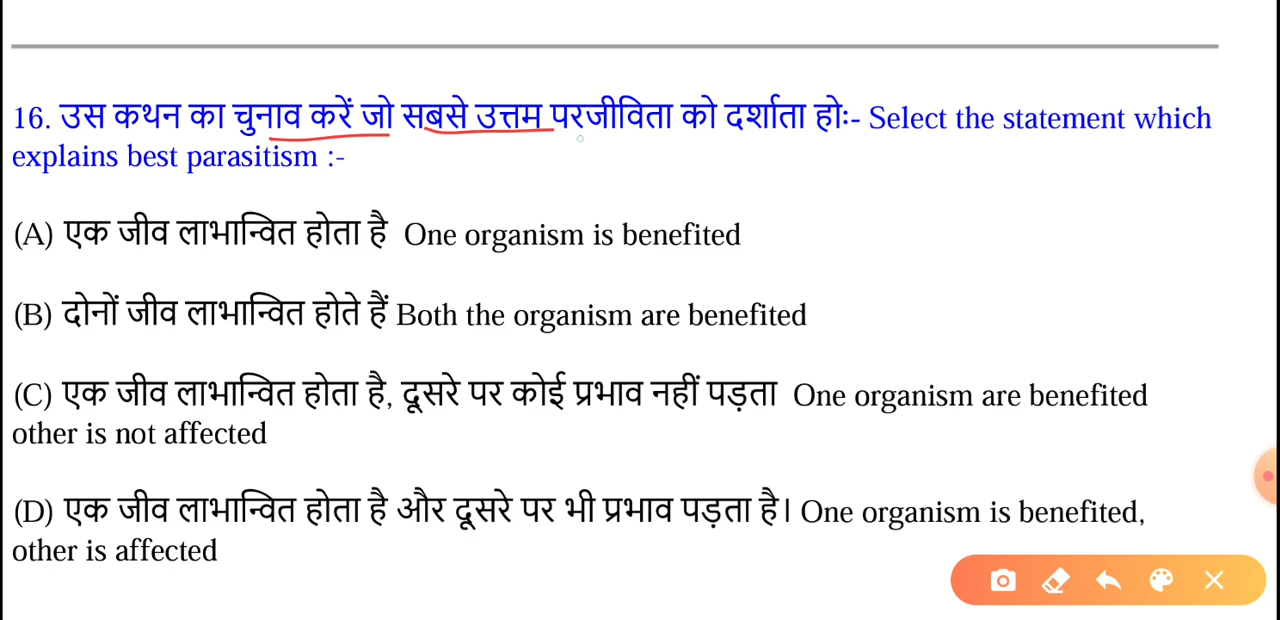 16. उस कथन का चुनाव करें जो सबसे उत्तम परजीविता को दर्शाता हो:- Select the statement which
explains best parasitism :-
(A) एक जीव लाभान्वित होता है One organism is benefited
(B) दोनों जीव लाभान्वित होते हैं Both the organism are benefited
(C) एक जीव लाभान्वित होता है, दूसरे पर कोई प्रभाव नहीं पड़ता One organism are benefited
other is not affected
(D) एक जीव लाभान्वित होता है और दूसरे पर भी प्रभाव पड़ता है। One organism is benefited,
other is affected